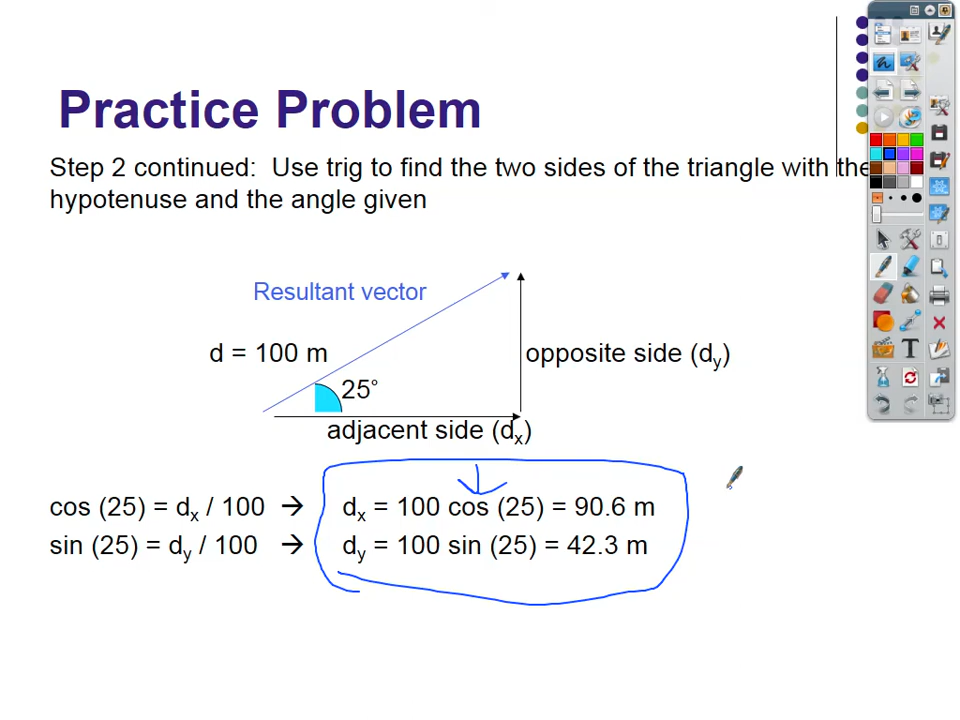 Practice Problem
Step 2 continued:  Use trig to find the two sides of the triangle with the
hypotenuse and the angle given
Resultant vector
d = 100 m
opposite side (dy)
25°
adjacent side (dx)
cos (25) = dx / 100 → dx = 100 cos (25) = 90.6 m
sin (25) = dy / 100 → dy = 100 sin (25) = 42.3 m